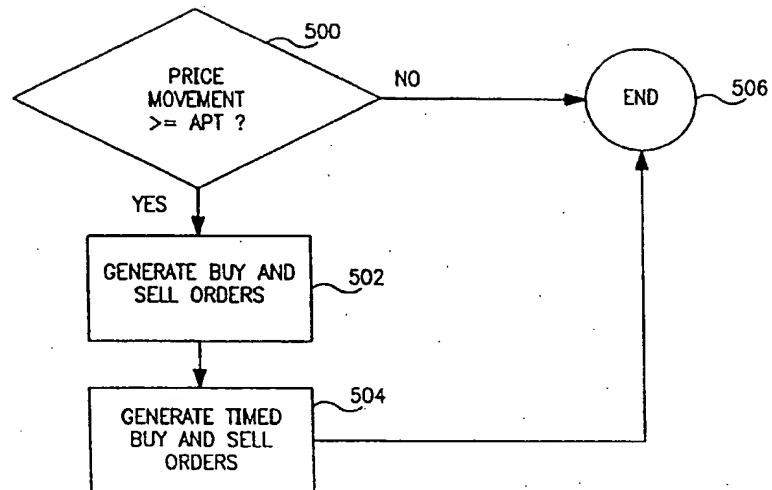 500
PRICE
MOVEMENT
>= APT ?
NO
END
506
YES
GENERATE BUY AND
SELL ORDERS
502
504
GENERATE TIMED
BUY AND SELL
ORDERS